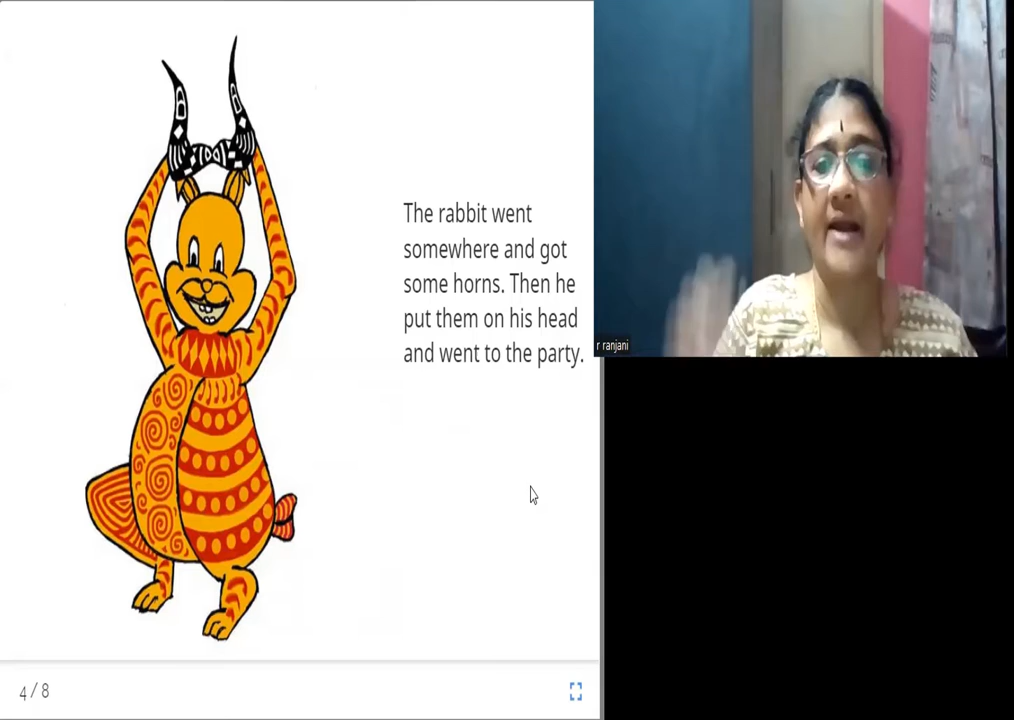 The rabbit went
somewhere and got
some horns. Then he
put them on his head
and went to the party.
r ranjani
4 / 8